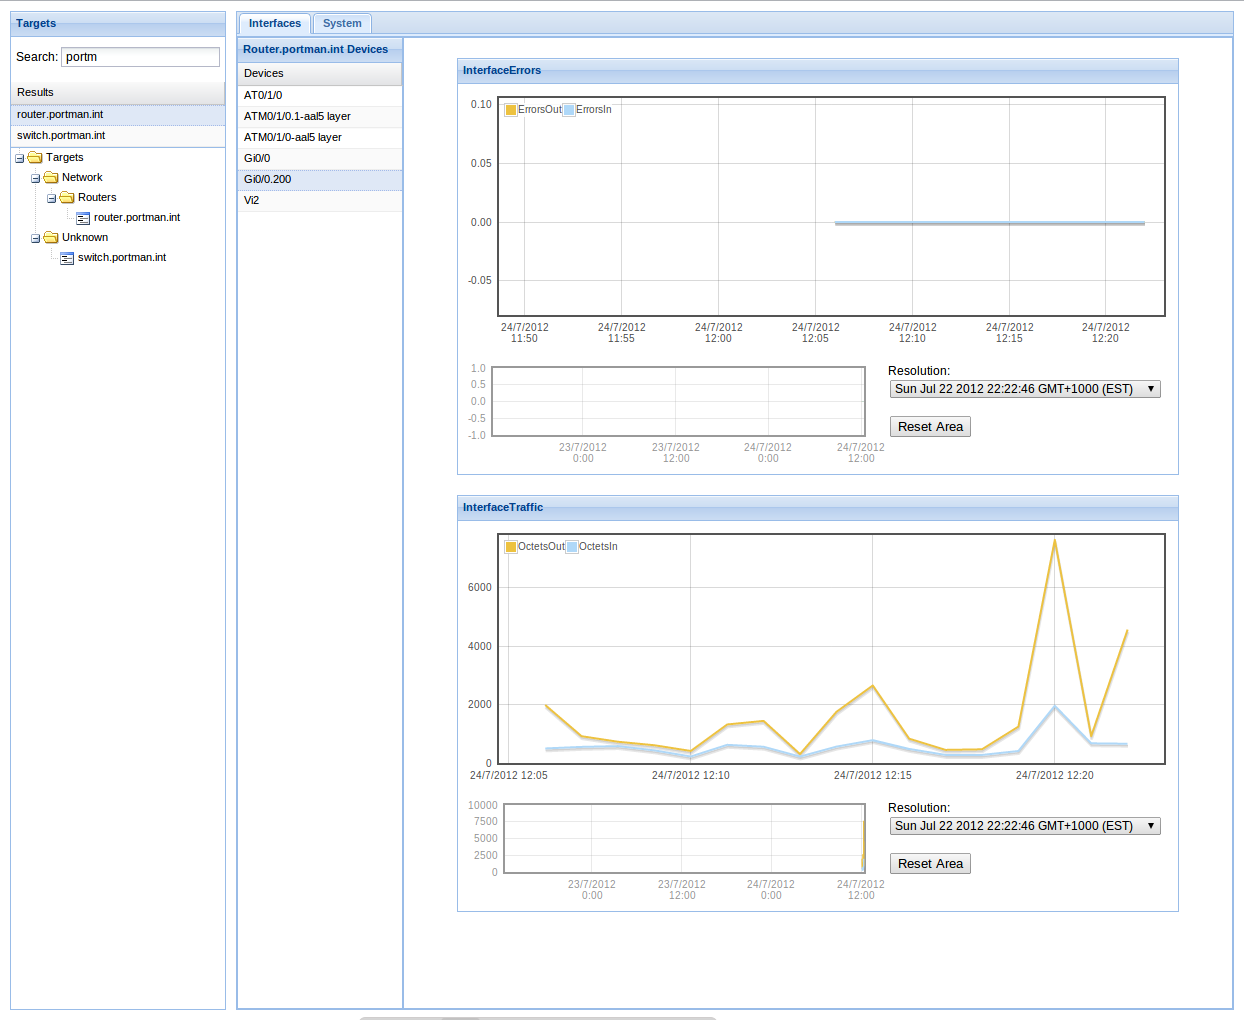 Targets
Search: portm
Results
router.portman.int
switch.portman.int
Targets
Network
Routers
router.portman.int
Unknown
switch.portman.int
Interfaces System
Router.portman.int Devices
Devices
AT0/1/0
ATM0/1/0.1-aal5 layer
ATM0/1/0-aal5 layer
Gi0/0
Gi0/0.200
Vi2
InterfaceErrors
ErrorsOut ErrorsIn
0.10
0.05
0.00
-0.05
24/7/2012 24/7/2012 24/7/2012 24/7/2012 24/7/2012 24/7/2012 24/7/2012
11:50 11:55 12:00 12:05 12:10 12:15 12:20
1.0
0.5
0.0
-0.5
-1.0
23/7/2012 23/7/2012 24/7/2012 24/7/2012
0:00 12:00 0:00 12:00
Resolution:
Sun Jul 22 2012 22:22:46 GMT+1000 (EST)
Reset Area
InterfaceTraffic
OctetsOut OctetsIn
6000
4000
2000
0
24/7/2012 12:05 24/7/2012 12:10 24/7/2012 12:15 24/7/2012 12:20
10000
7500
5000
2500
0
23/7/2012 23/7/2012 24/7/2012 24/7/2012
0:00 12:00 0:00 12:00
Resolution:
Sun Jul 22 2012 22:22:46 GMT+1000 (EST)
Reset Area